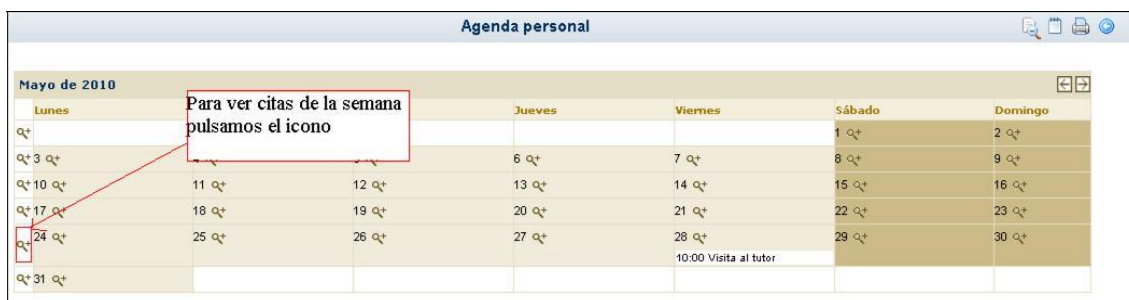 Agenda personal
Mayo de 2010
Lunes Jueves Viernes Sábado Domingo
Para ver citas de la semana
pulsamos el icono
1 2
3 6 7 8 9
10 11 12 13 14 15 16
17 18 19 20 21 22 23
24 25 26 27 28 29 30
10:00 Visita al tutor
31